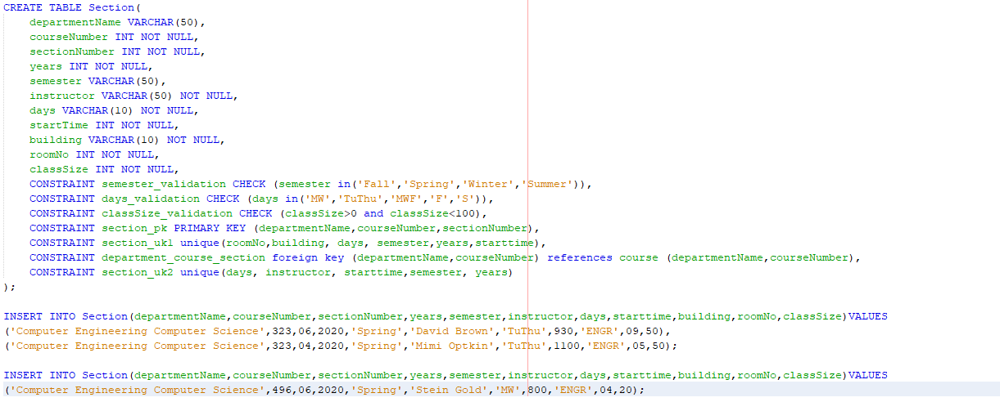 CREATE TABLE Section(
    departmentName VARCHAR(50),
    courseNumber INT NOT NULL,
    sectionNumber INT NOT NULL,
    years INT NOT NULL,
    semester VARCHAR(50),
    instructor VARCHAR(50) NOT NULL,
    days VARCHAR(10) NOT NULL,
    startTime INT NOT NULL,
    building VARCHAR(10) NOT NULL,
    roomNo INT NOT NULL,
    classSize INT NOT NULL,
    CONSTRAINT semester_validation CHECK (semester in('Fall','Spring','Winter','Summer')),
    CONSTRAINT days_validation CHECK (days in('MW','TuThu','MWF','F','S')),
    CONSTRAINT classSize_validation CHECK (classSize>0 and classSize<100),
    CONSTRAINT section_pk PRIMARY KEY (departmentName,courseNumber,sectionNumber),
    CONSTRAINT section_uk1 unique(roomNo,building, days, semester,years,starttime),
    CONSTRAINT department_course_section foreign key (departmentName,courseNumber) references course (departmentName,courseNumber),
    CONSTRAINT section_uk2 unique(days, instructor, starttime,semester, years)
);
INSERT INTO Section(departmentName,courseNumber,sectionNumber,years,semester,instructor,days,starttime,building,roomNo,classSize)VALUES
('Computer Engineering Computer Science',323,06,2020,'Spring','David Brown','TuThu',930,'ENGR',09,50),
('Computer Engineering Computer Science',323,04,2020,'Spring','Mimi Optkin','TuThu',1100,'ENGR',05,50);
INSERT INTO Section(departmentName,courseNumber,sectionNumber,years,semester,instructor,days,starttime,building,roomNo,classSize)VALUES
('Computer Engineering Computer Science',496,06,2020,'Spring','Stein Gold','MW',800,'ENGR',04,20);